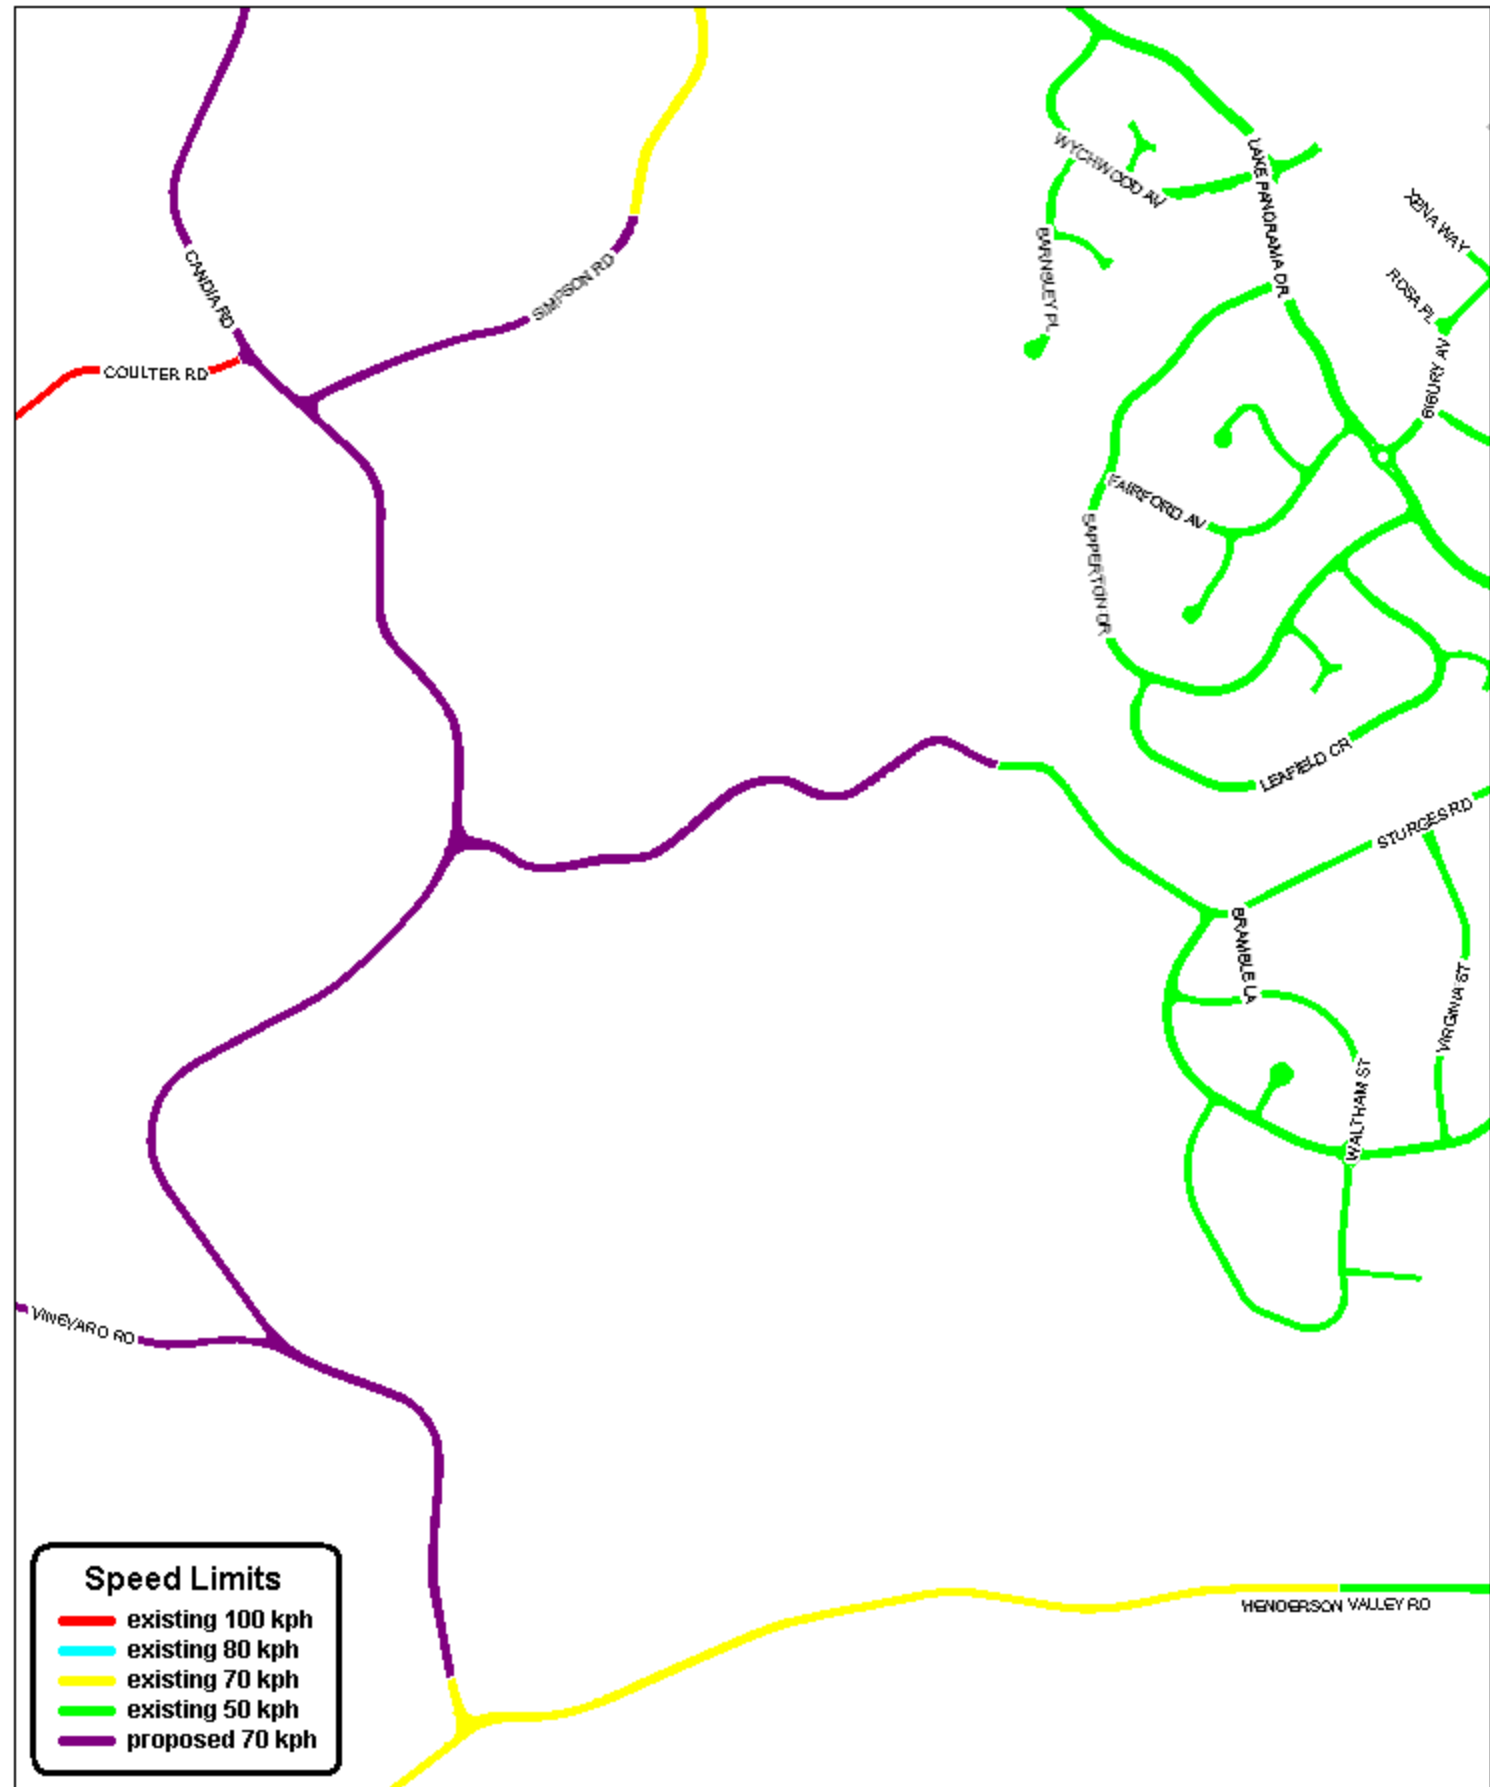 WYCHWOOD AV
LAKE PANORAMA DR
XENA WAY
BARNSLEY PL
CANDIA RD
SIMPSON RD
ROSA PL
COULTER RD
BIBURY AV
FAIRFORD AV
SAPPERTON DR
LEAFIELD CR
STURGES RD
BRAMBLE LA
VIRGINIA ST
WALTHAM ST
VINEYARD RD
HENDERSON VALLEY RD
Speed Limits
existing 100 kph
existing 80 kph
existing 70 kph
existing 50 kph
proposed 70 kph